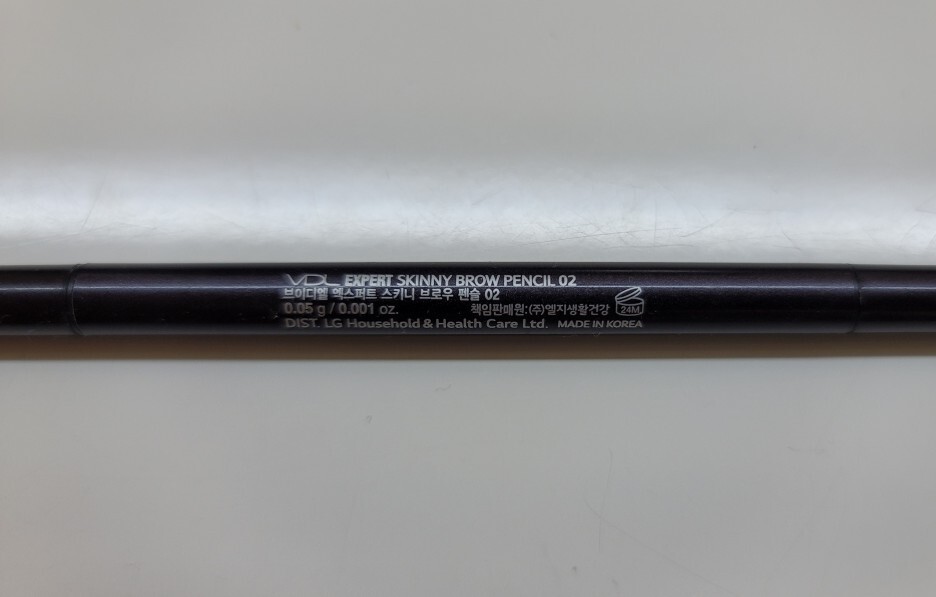 VDL EXPERT SKINNY BROW PENCIL 02
브이디엘 엑스퍼트 스키니 브로우 펜슬 02
0.05 g / 0.001 oz. 책임판매원:(주)엘지생활건강 24M
DIST. LG Household & Health Care Ltd. MADE IN KOREA